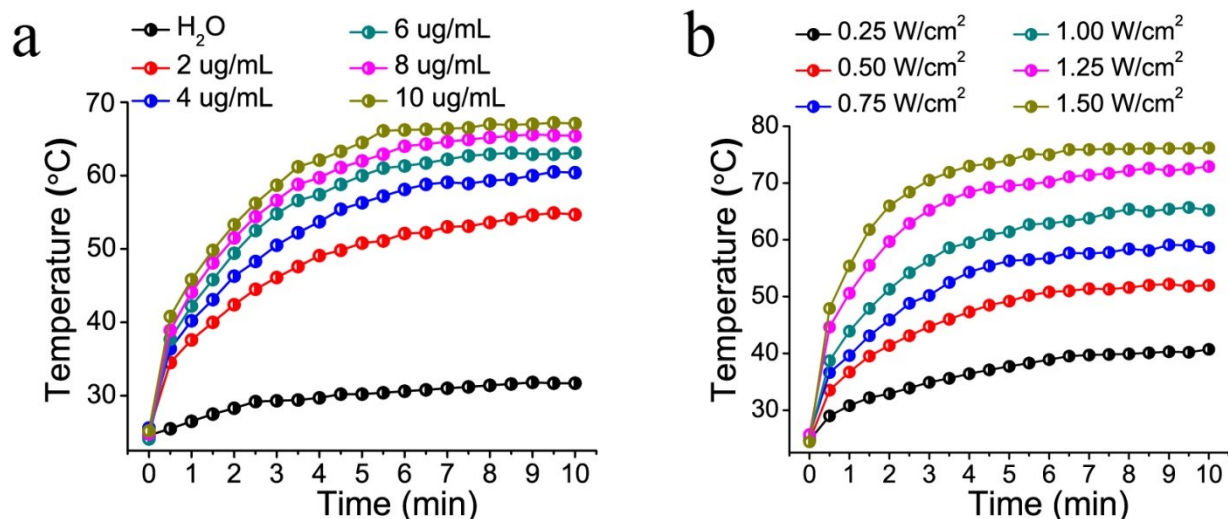 a
H₂O
2 ug/mL
4 ug/mL
6 ug/mL
8 ug/mL
10 ug/mL
70
60
50
40
30
Temperature (°C)
0 1 2 3 4 5 6 7 8 9 10
Time (min)
b
0.25 W/cm²
0.50 W/cm²
0.75 W/cm²
1.00 W/cm²
1.25 W/cm²
1.50 W/cm²
80
70
60
50
40
30
Temperature (°C)
0 1 2 3 4 5 6 7 8 9 10
Time (min)